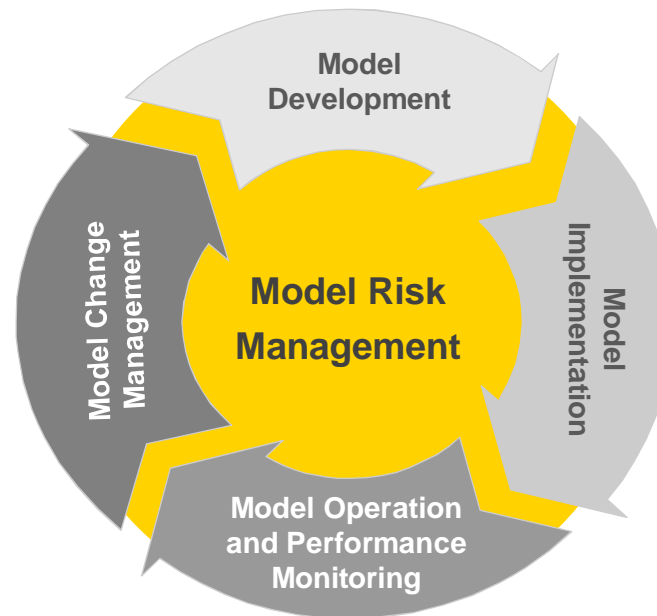 Model
Development
Model
Implementation
Model Risk
Management
Model Operation
and Performance
Monitoring
Model Change
Management